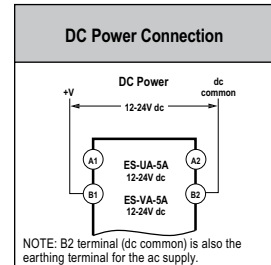 DC Power Connection
DC Power
+V
dc
common
12-24V dc
A1
ES-UA-5A
A2
12-24V dc
B1
ES-VA-5A
B2
12-24V dc
NOTE: B2 terminal (dc common) is also the
earthing terminal for the ac supply.